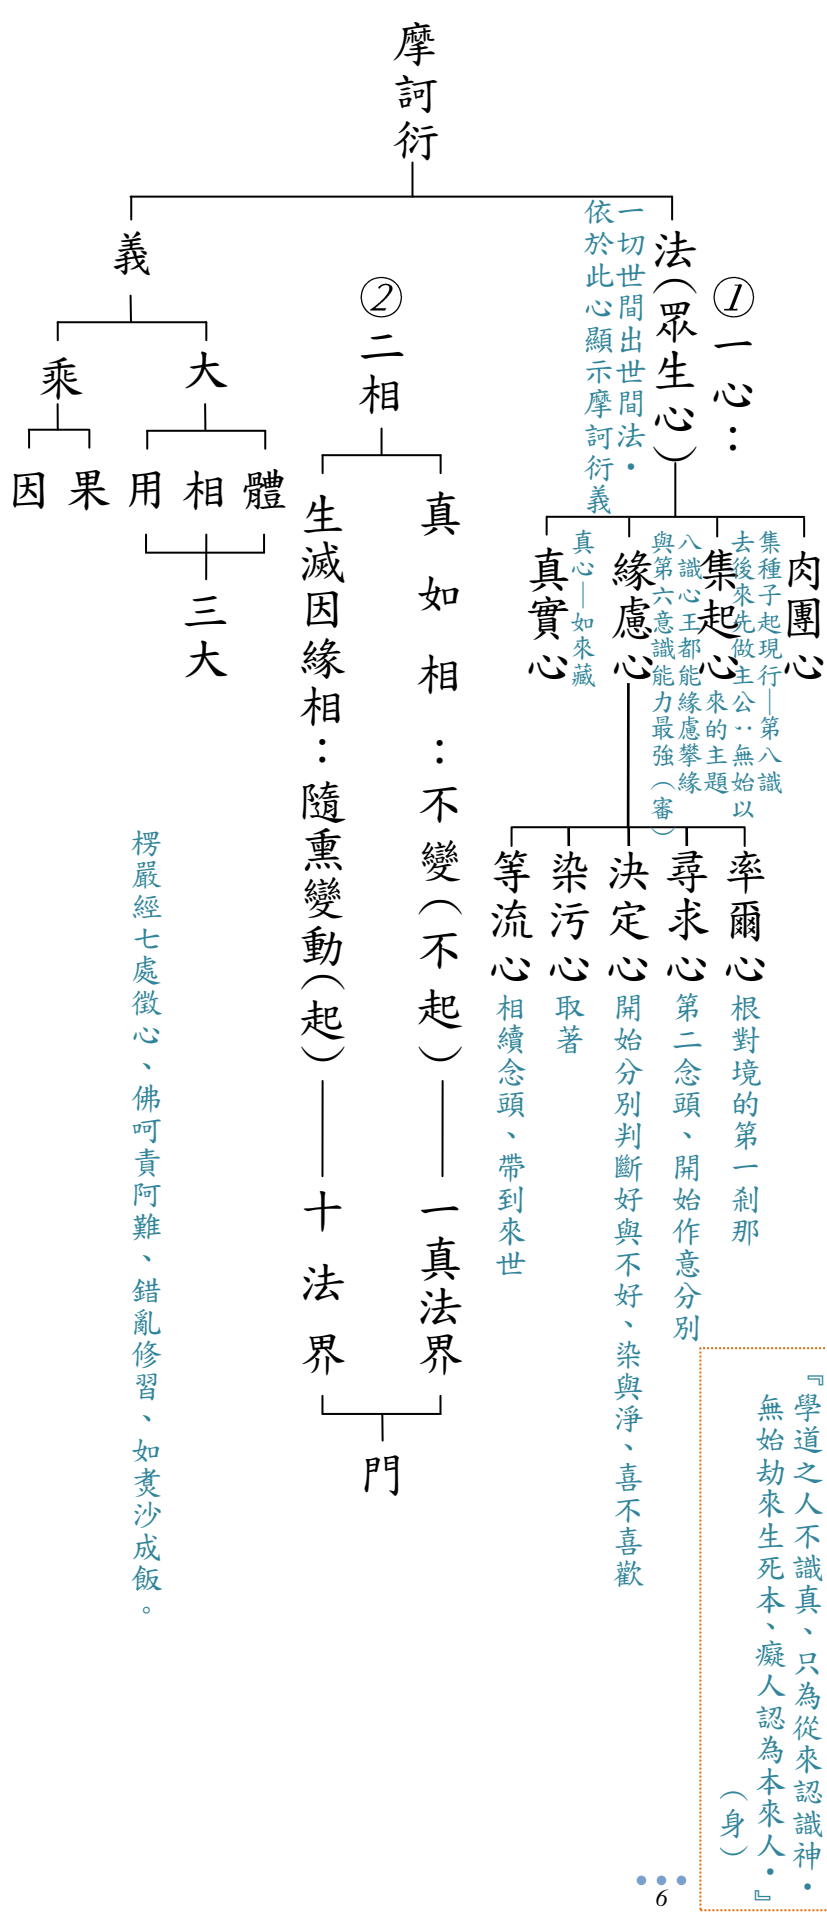 摩訶衍
法（眾生心）
一切世間出世間法・
依於此心顯示摩訶衍義
①一心：
肉團心
集起心
集種子起現行—第八識
去後來先做主公：無始以
來的主題
緣慮心
八識心王都能緣慮攀緣
與第六意識能力最強（審）
真實心
真心—如來藏
率爾心 根對境的第一剎那
尋求心 第二念頭、開始作意分別
決定心 開始分別判斷好與不好、染與淨、喜不喜歡
染污心 取著
等流心 相續念頭、帶到來世
②二相
真如相：不變（不起）——一真法界
生滅因緣相：隨熏變動（起）——十法界
門
義
大
體
相
用
三大
乘
果
因
楞嚴經七處徵心、佛呵責阿難、錯亂修習、如煑沙成飯。
『學道之人不識真、只為從來認識神・
無始劫來生死本、癡人認為本來人・』
（身）
6